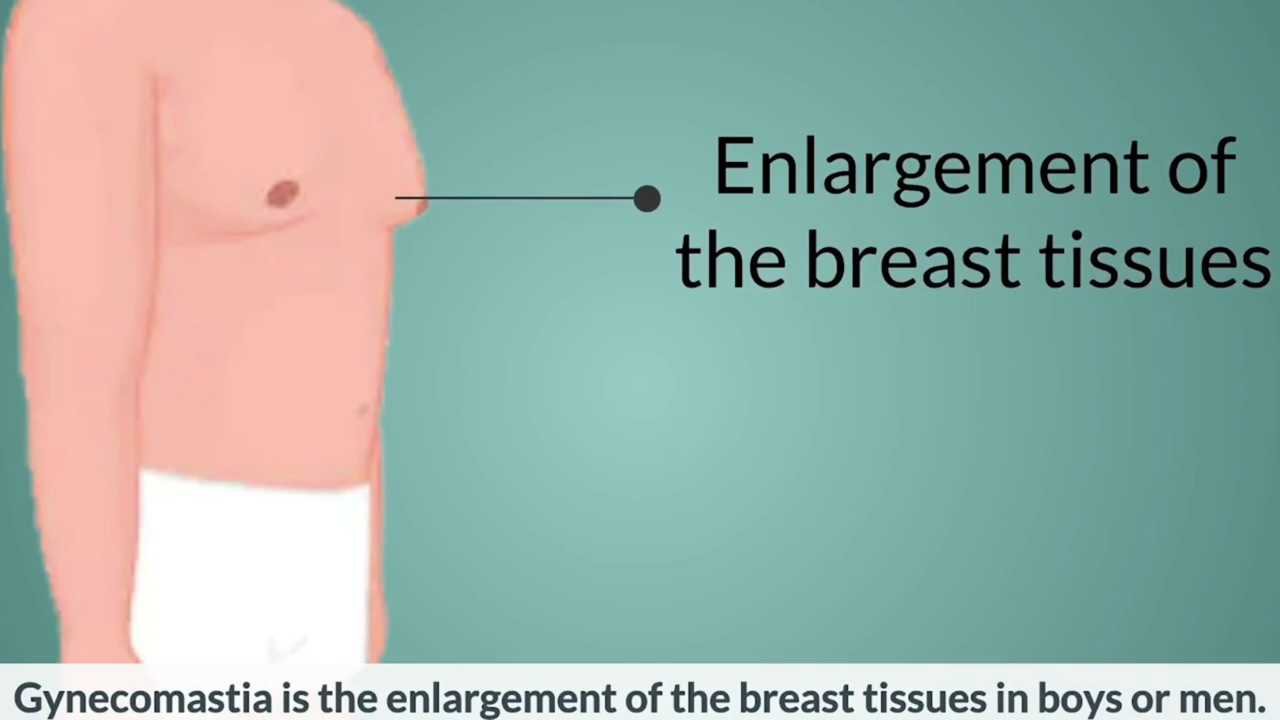 Enlargement of
the breast tissues
Gynecomastia is the enlargement of the breast tissues in boys or men.